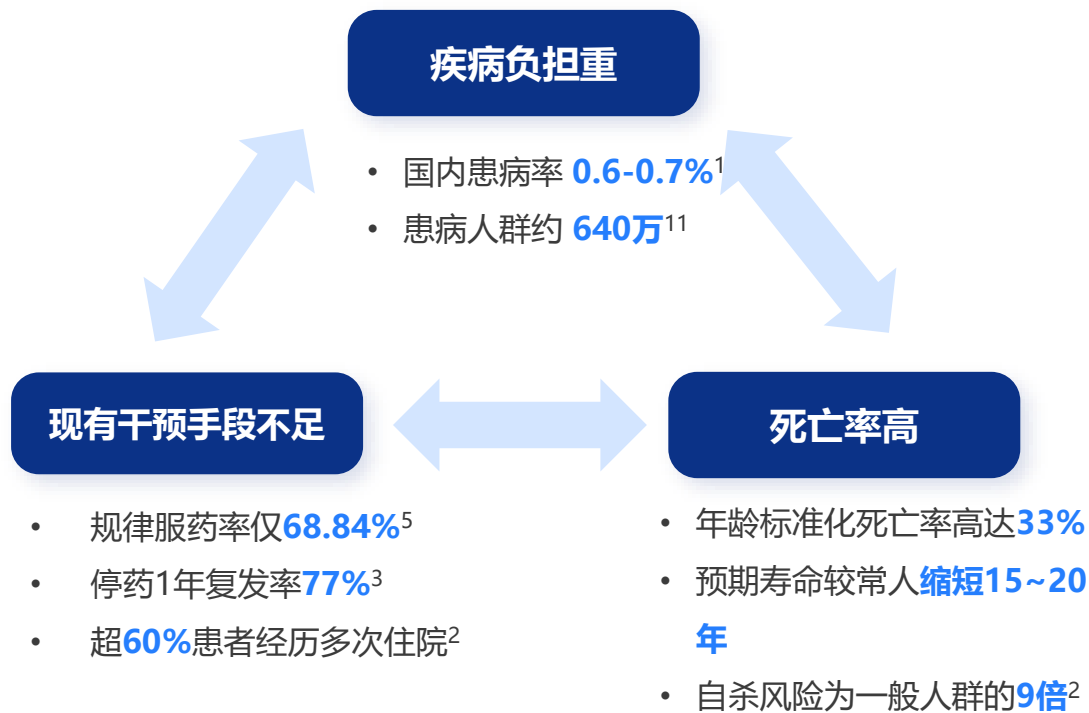 疾病负担重
• 国内患病率 0.6-0.7%¹
• 患病人群约 640万¹¹
现有干预手段不足
• 规律服药率仅68.84%⁵
• 停药1年复发率77%³
• 超60%患者经历多次住院²
死亡率高
• 年龄标准化死亡率高达33%
• 预期寿命较常人缩短15~20
年
• 自杀风险为一般人群的9倍²